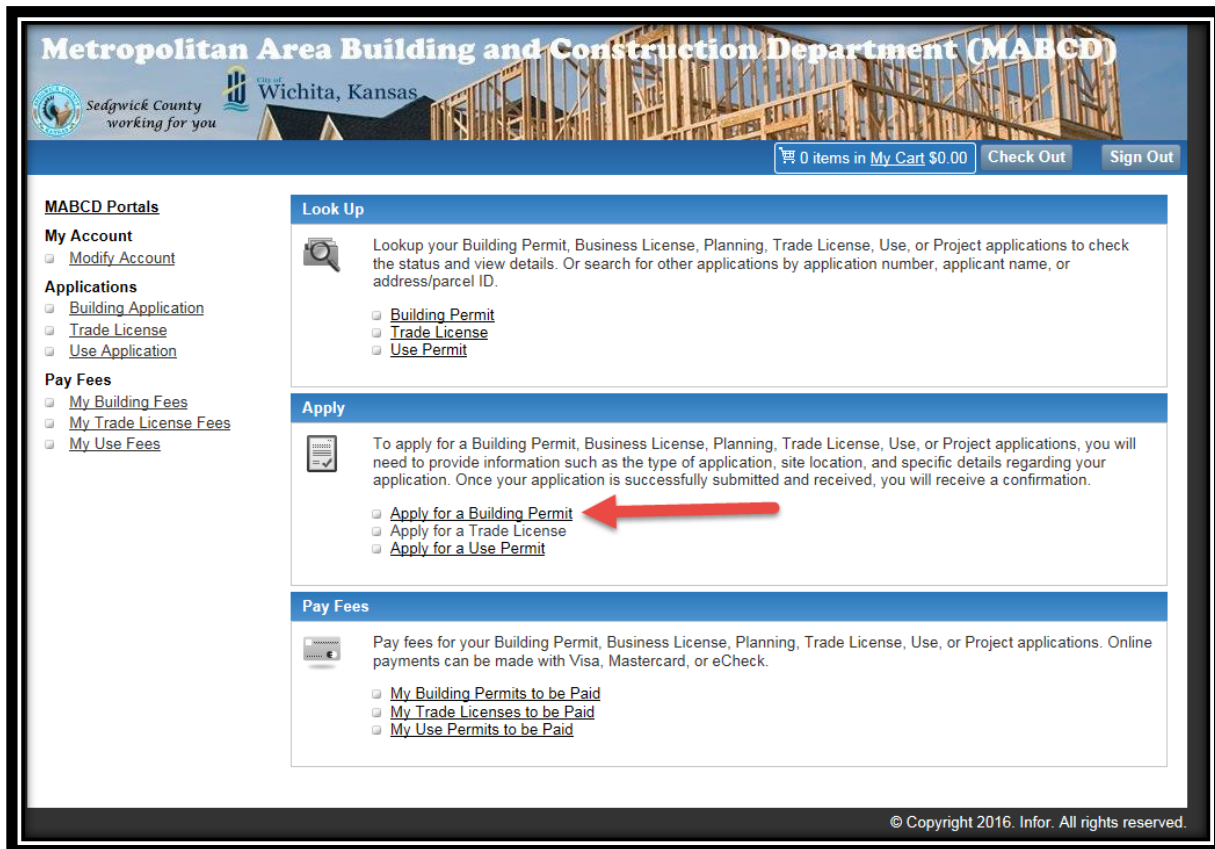 Metropolitan Area Building and Construction Department (MABCD)
Sedgwick County
working for you
City of
Wichita, Kansas
0 items in My Cart $0.00 Check Out Sign Out
MABCD Portals
My Account
Modify Account
Applications
Building Application
Trade License
Use Application
Pay Fees
My Building Fees
My Trade License Fees
My Use Fees
Look Up
Lookup your Building Permit, Business License, Planning, Trade License, Use, or Project applications to check
the status and view details. Or search for other applications by application number, applicant name, or
address/parcel ID.
Building Permit
Trade License
Use Permit
Apply
To apply for a Building Permit, Business License, Planning, Trade License, Use, or Project applications, you will
need to provide information such as the type of application, site location, and specific details regarding your
application. Once your application is successfully submitted and received, you will receive a confirmation.
Apply for a Building Permit
Apply for a Trade License
Apply for a Use Permit
Pay Fees
Pay fees for your Building Permit, Business License, Planning, Trade License, Use, or Project applications. Online
payments can be made with Visa, Mastercard, or eCheck.
My Building Permits to be Paid
My Trade Licenses to be Paid
My Use Permits to be Paid
© Copyright 2016. Infor. All rights reserved.